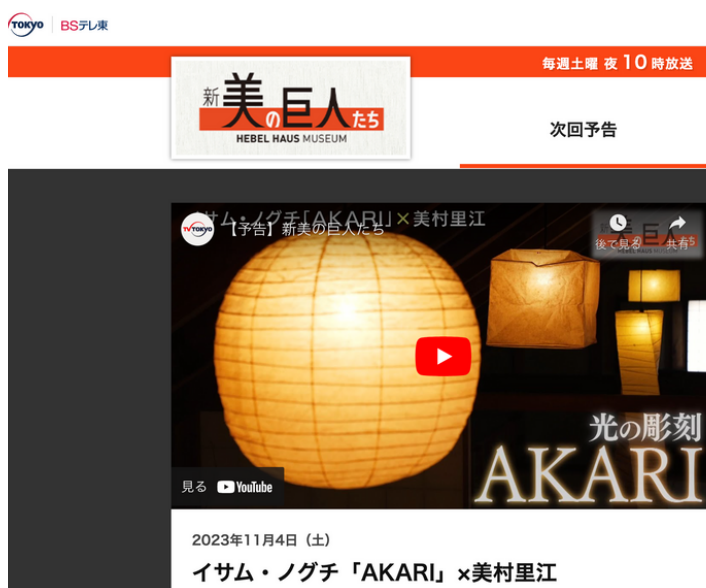 TOKYO BSテレ東
毎週土曜 夜10時放送
新美の巨人たち
HEBEL HAUS MUSEUM
次回予告
イサム・ノグチ「AKARI」×美村里江
TVTOKYO 【予告】新美の巨人たち
後で見る 共有
光の彫刻
AKARI
見る YouTube
2023年11月4日（土）
イサム・ノグチ「AKARI」×美村里江